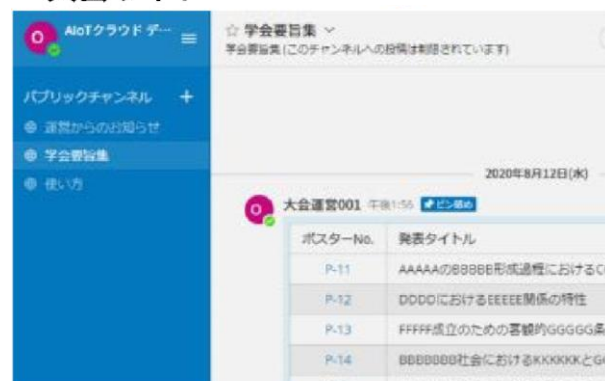 O
AIoTクラウド デ…
☆ 学会要旨集
学会要旨集(このチャンネルへの投稿は制限されています)
パブリックチャンネル +
運営からのお知らせ
学会要旨集
使い方
2020年8月12日(水)
O
大会運営001 午後1:56 ピン留め
ポスターNo. 発表タイトル
P-11 AAAAAのBBBBB形成過程におけるC
P-12 DDDDにおけるEEEEE関係の特性
P-13 FFFFF成立のための客観的GGGGG条
P-14 BBBBBBB社会におけるKKKKKKとG